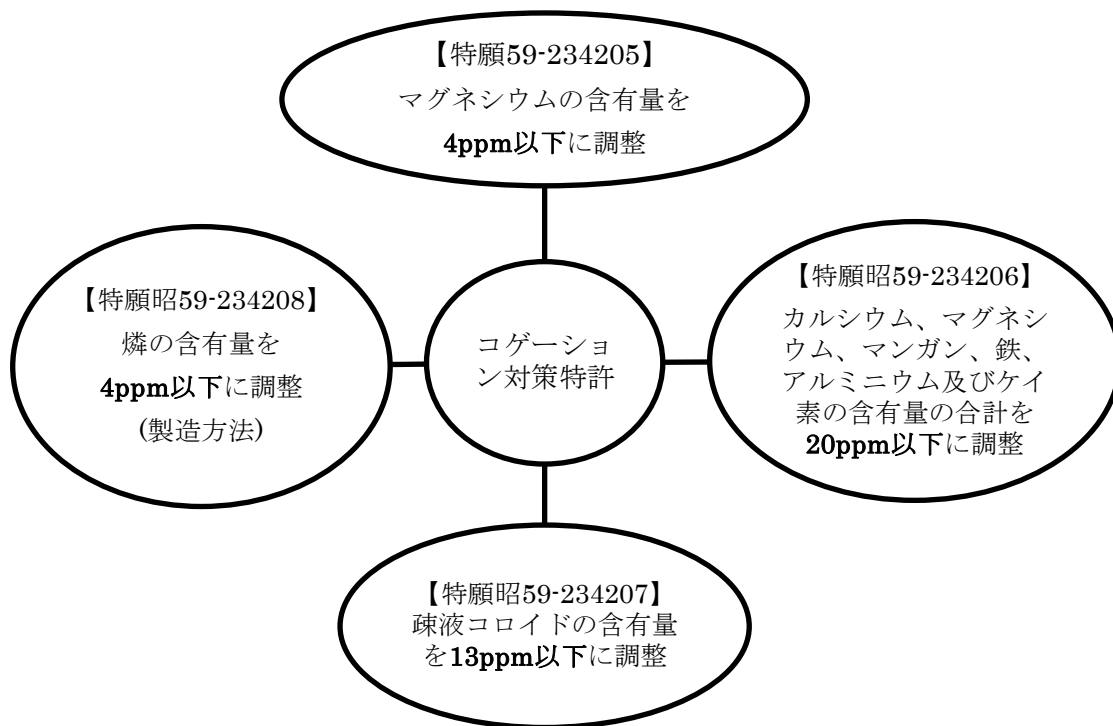 【特願59-234205】
マグネシウムの含有量を
4ppm以下に調整
【特願昭59-234208】
燐の含有量を
4ppm以下に調整
(製造方法)
コゲーショ
ン対策特許
【特願昭59-234206】
カルシウム、マグネシ
ウム、マンガン、鉄、
アルミニウム及びケイ
素の含有量の合計を
20ppm以下に調整
【特願昭59-234207】
疎液コロイドの含有量
を13ppm以下に調整